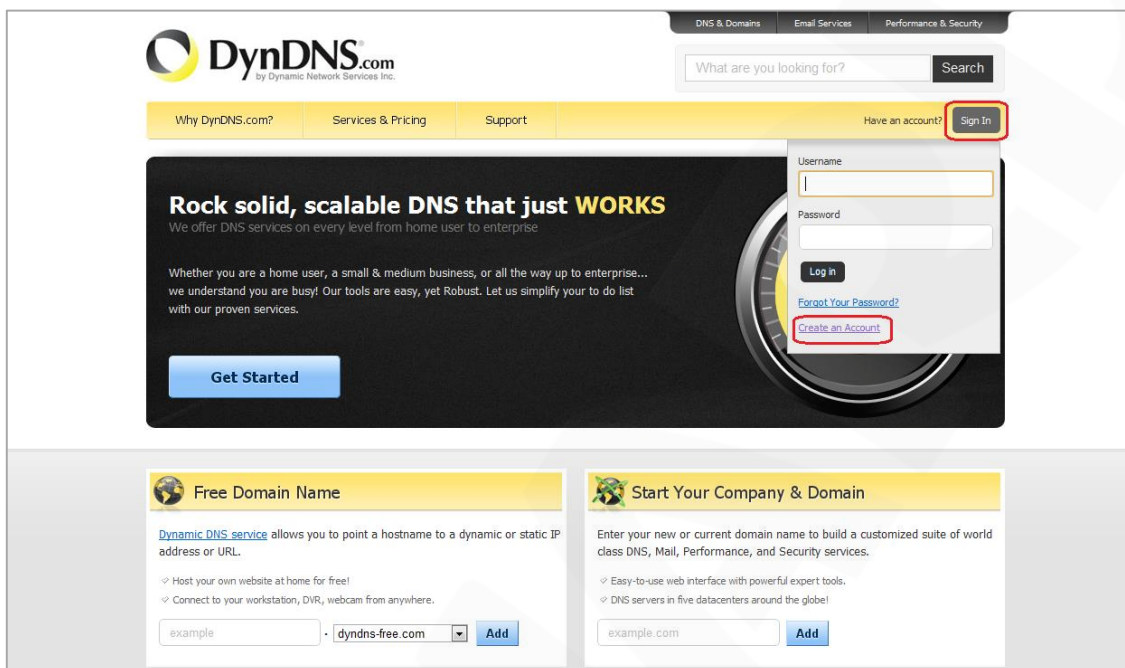 DNS & Domains Email Services Performance & Security
DynDNS.com
by Dynamic Network Services Inc.
What are you looking for? Search
Why DynDNS.com? Services & Pricing Support Have an account? Sign In
Username
Password
Log in
Forgot Your Password?
Create an Account
Rock solid, scalable DNS that just WORKS
We offer DNS services on every level from home user to enterprise
Whether you are a home user, a small & medium business, or all the way up to enterprise...
we understand you are busy! Our tools are easy, yet Robust. Let us simplify your to do list
with our proven services.
Get Started
Free Domain Name
Dynamic DNS service allows you to point a hostname to a dynamic or static IP
address or URL.
Host your own website at home for free!
Connect to your workstation, DVR, webcam from anywhere.
example . dyndns-free.com Add
Start Your Company & Domain
Enter your new or current domain name to build a customized suite of world
class DNS, Mail, Performance, and Security services.
Easy-to-use web interface with powerful expert tools.
DNS servers in five datacenters around the globe!
example.com Add